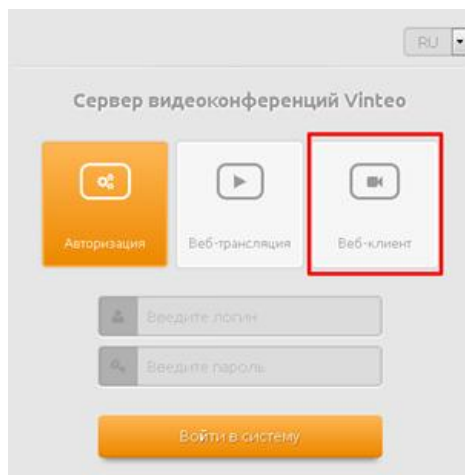 RU
Сервер видеоконференций Vinteo
Авторизация
Веб-трансляция
Веб-клиент
Введите логин
Введите пароль
Войти в систему